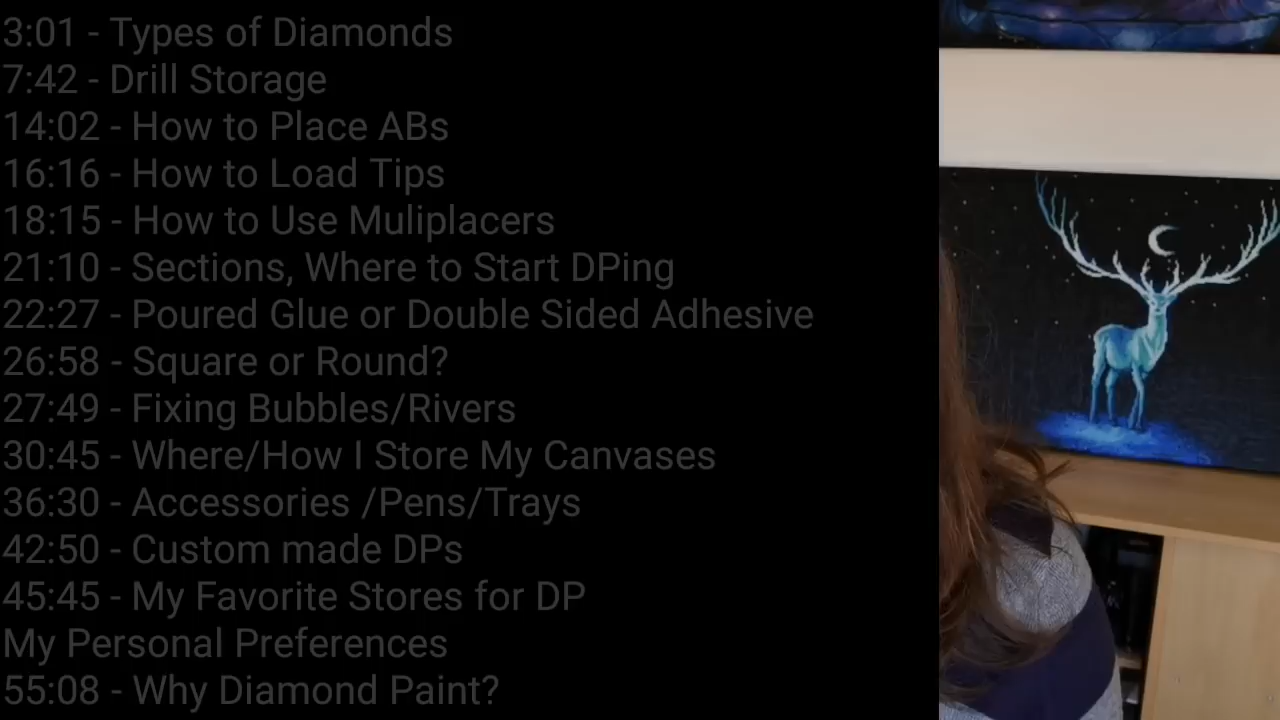 3:01 - Types of Diamonds
7:42 - Drill Storage
14:02 - How to Place ABs
16:16 - How to Load Tips
18:15 - How to Use Muliplacers
21:10 - Sections, Where to Start DPing
22:27 - Poured Glue or Double Sided Adhesive
26:58 - Square or Round?
27:49 - Fixing Bubbles/Rivers
30:45 - Where/How I Store My Canvases
36:30 - Accessories /Pens/Trays
42:50 - Custom made DPs
45:45 - My Favorite Stores for DP
My Personal Preferences
55:08 - Why Diamond Paint?